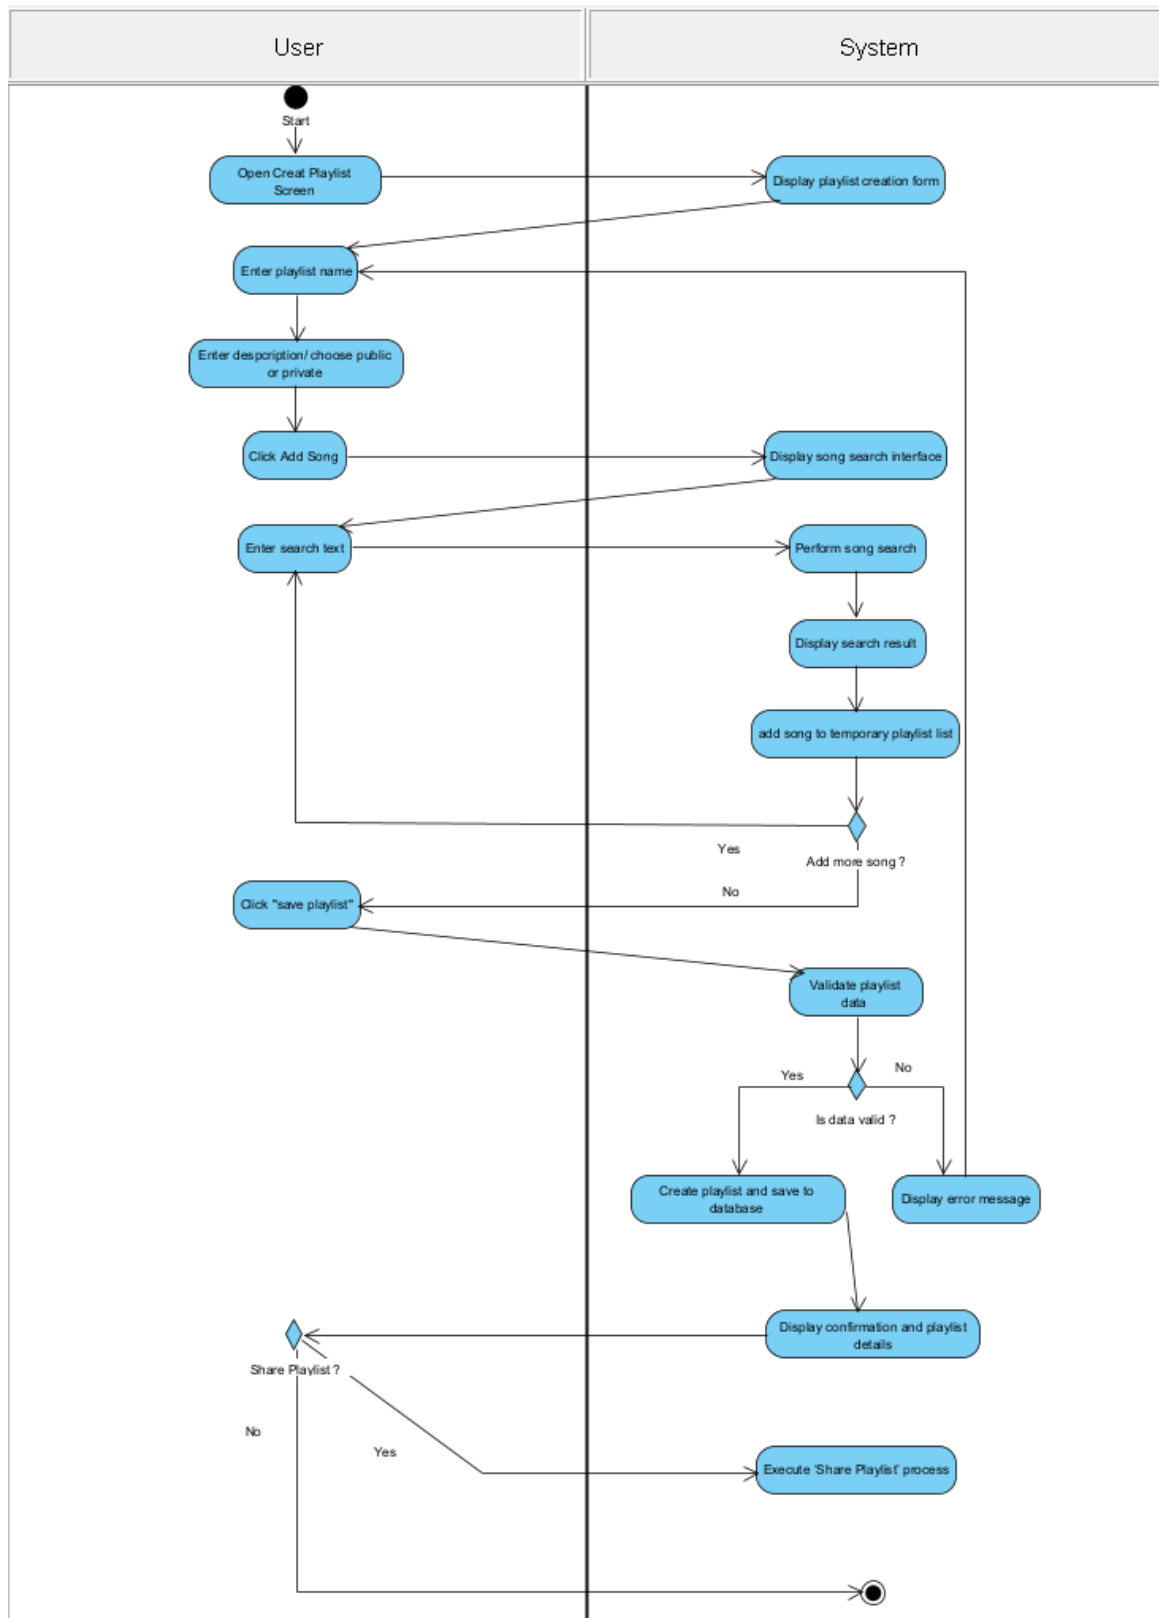 User
System
Start
Open Creat Playlist
Screen
Display playlist creation form
Enter playlist name
Enter despcription/ choose public
or private
Click Add Song
Display song search interface
Enter search text
Perform song search
Display search result
add song to temporary playlist list
Yes
Add more song ?
No
Click "save playlist"
Validate playlist
data
Yes
No
Is data valid ?
Create playlist and save to
database
Display error message
Display confirmation and playlist
details
Share Playlist ?
No
Yes
Execute 'Share Playlist' process